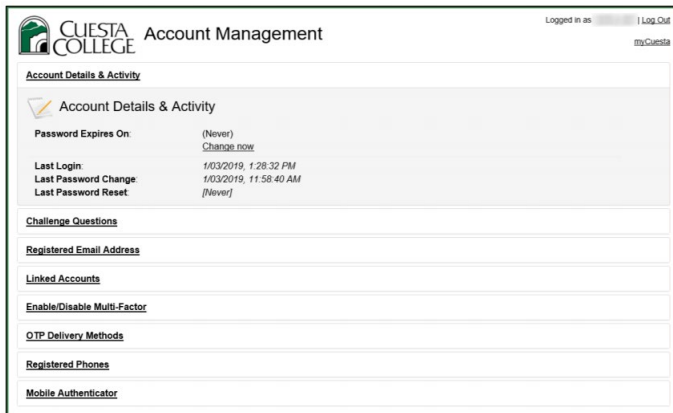 CUESTA COLLEGE Account Management
Logged in as | Log Out
myCuesta
Account Details & Activity
Account Details & Activity
Password Expires On: (Never)
Change now
Last Login: 1/03/2019, 1:28:32 PM
Last Password Change: 1/03/2019, 11:58:40 AM
Last Password Reset: [Never]
Challenge Questions
Registered Email Address
Linked Accounts
Enable/Disable Multi-Factor
OTP Delivery Methods
Registered Phones
Mobile Authenticator